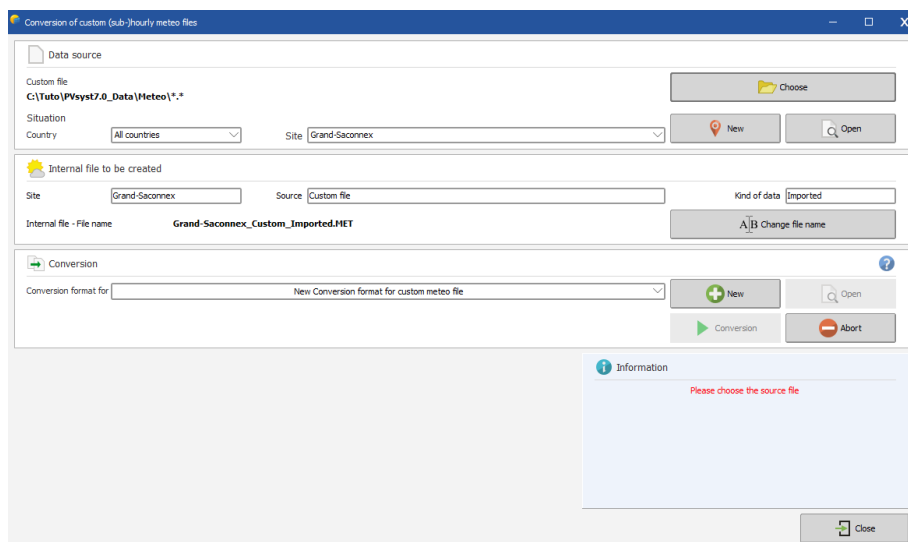 Conversion of custom (sub-)hourly meteo files
Data source
Custom file
C:\Tuto\PVsyst7.0_Data\Meteo\*.*
Choose
Situation
Country All countries Site Grand-Saconnex New Open
Internal file to be created
Site Grand-Saconnex Source Custom file Kind of data Imported
Internal file - File name Grand-Saconnex_Custom_Imported.MET A B Change file name
Conversion ?
Conversion format for New Conversion format for custom meteo file New Open
Conversion Abort
i Information
Please choose the source file
Close